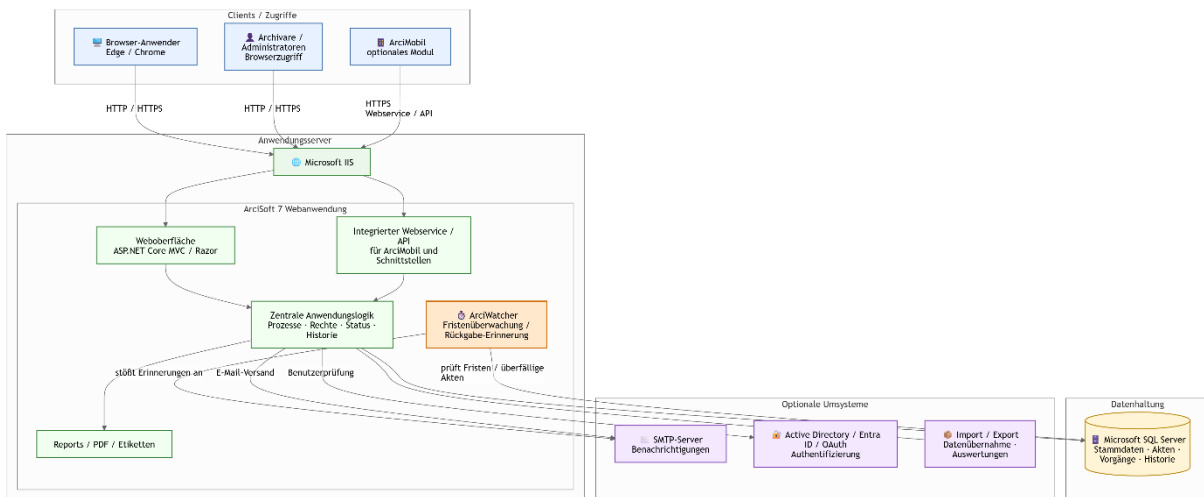 Clients / Zugriffe
Browser-Anwender
Edge / Chrome
Archivare /
Administratoren
Browserzugriff
ArciMobil
optionales Modul
HTTP / HTTPS
HTTP / HTTPS
HTTPS
Webservice / API
Anwendungsserver
Microsoft IIS
ArciSoft 7 Webanwendung
Weboberfläche
ASP.NET Core MVC / Razor
Integrierter Webservice /
API
für ArciMobil und
Schnittstellen
Zentrale Anwendungslogik
Prozesse · Rechte · Status ·
Historie
ArciWatcher
Fristenüberwachung /
Rückgabe-Erinnerung
stößt Erinnerungen an
E-Mail-Versand
Benutzerprüfung
prüft Fristen / überfällige
Akten
Reports / PDF / Etiketten
Optionale Umsysteme
SMTP-Server
Benachrichtigungen
Active Directory / Entra
ID / OAuth
Authentifizierung
Import / Export
Datenübernahme ·
Auswertungen
Datenhaltung
Microsoft SQL Server
Stammdaten · Akten ·
Vorgänge · Historie